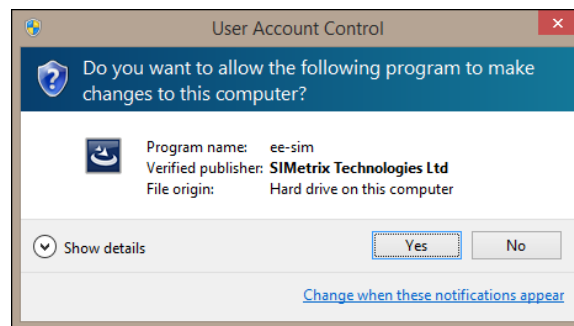 User Account Control
Do you want to allow the following program to make
changes to this computer?
Program name: ee-sim
Verified publisher: SIMetrix Technologies Ltd
File origin: Hard drive on this computer
Show details
Yes
No
Change when these notifications appear